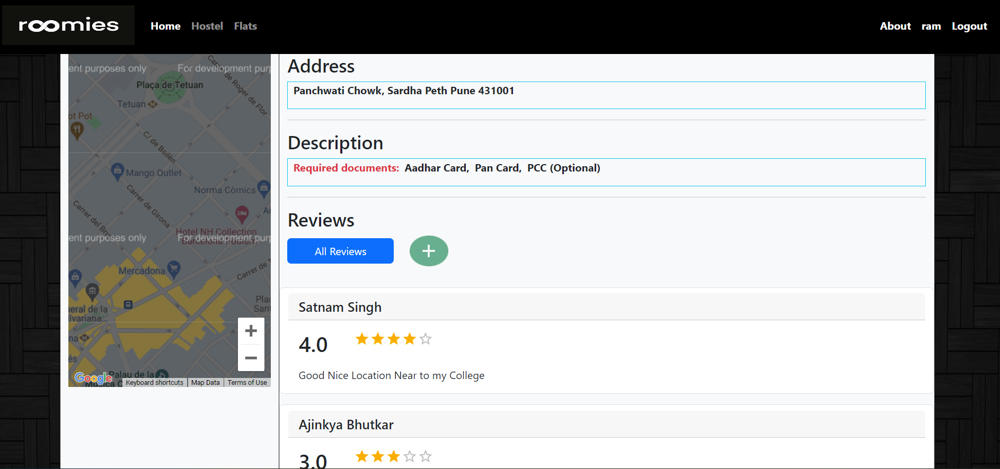 roomies
Home Hostel Flats
About ram Logout
ent purposes only
For development purp
Carrer de Roger de Flor
Plaça de Tetuan
Tetuan
ot Pot
C/ de Bailèn
Mango Outlet
Norma Còmics
Carrer de Girona
Carrer del Bru
Hotel NH Collection
Barcelona Podium
ent purposes only
For development purp
Mercadona
Carrer de
Plac
Sant
neral de la
livariana...
na
és
Palau de la
Música C
Google
Keyboard shortcuts
Map Data
Terms of Use
Address
Panchwati Chowk, Sardha Peth Pune 431001
Description
Required documents: Aadhar Card, Pan Card, PCC (Optional)
Reviews
All Reviews
Satnam Singh
4.0
Good Nice Location Near to my College
Ajinkya Bhutkar
3.0